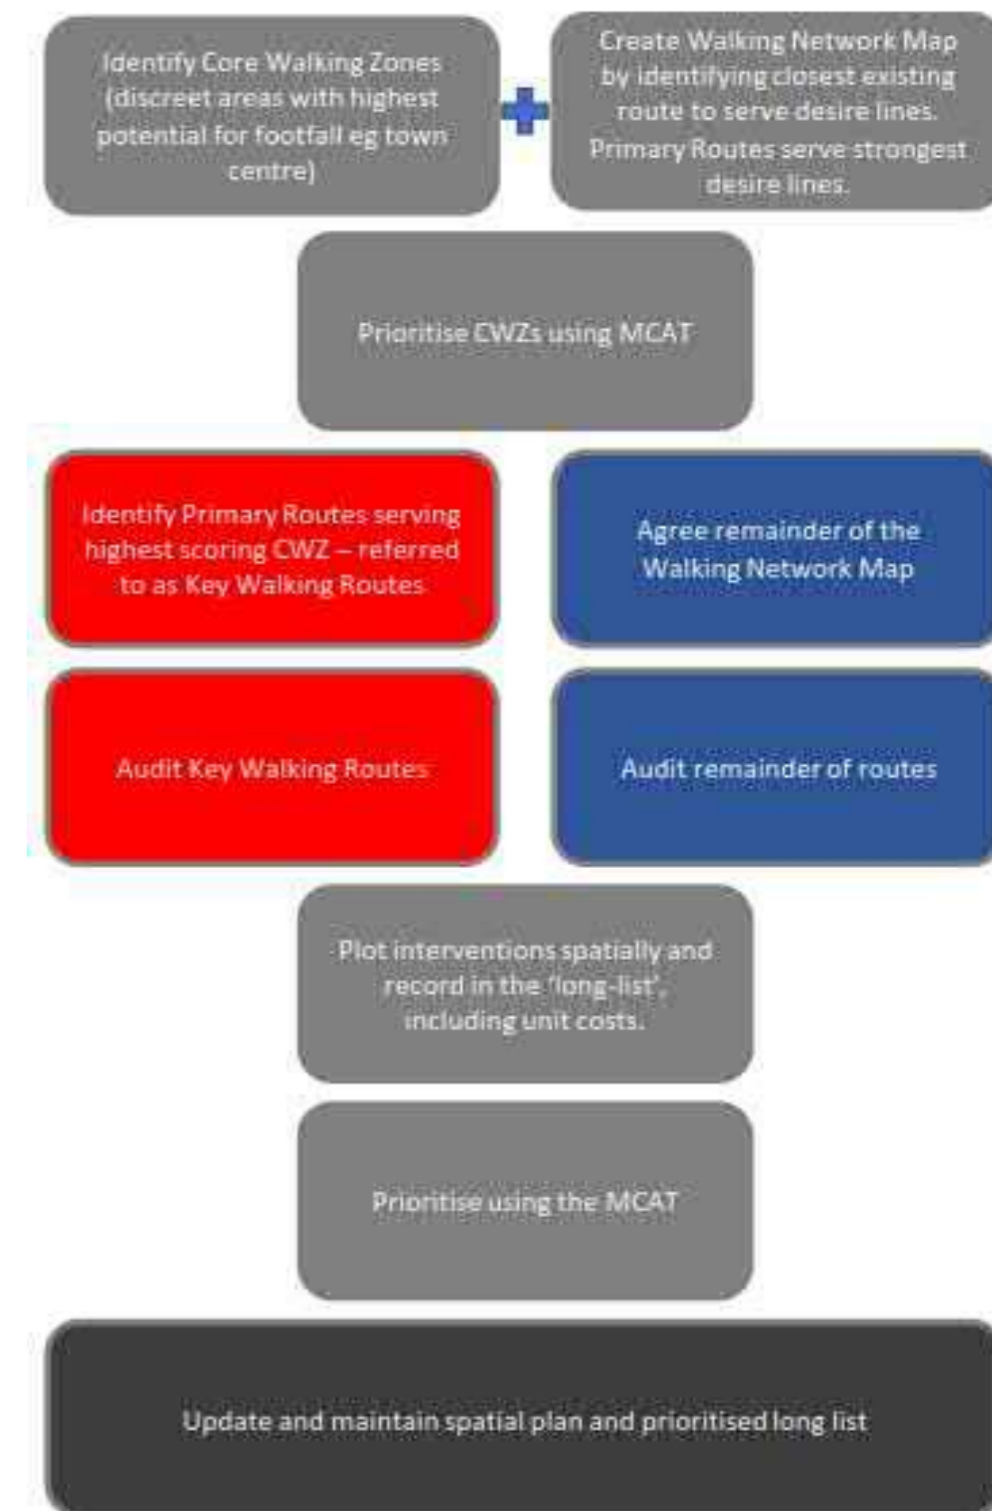 Identify Core Walking Zones
(discreet areas with highest
potential for footfall eg town
centre)
Create Walking Network Map
by identifying closest existing
route to serve desire lines.
Primary Routes serve strongest
desire lines.
Prioritise CWZs using MCAT
Identify Primary Routes serving
highest scoring CWZ – referred
to as Key Walking Routes
Agree remainder of the
Walking Network Map
Audit Key Walking Routes
Audit remainder of routes
Plot interventions spatially and
record in the ‘long-list’,
including unit costs.
Prioritise using the MCAT
Update and maintain spatial plan and prioritised long list